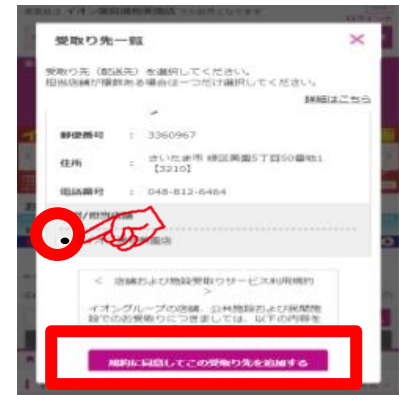 受取り先一覧
受取り先（配送先）を選択してください。
担当店舗が複数ある場合は一つだけ選択してください。
詳細はこちら
郵便番号 : 3360967
住所 : さいたま市 緑区美園5丁目50番地1
【3210】
電話番号 : 048-812-6464
/担当店舗
園店
< 店舗および施設受取りサービス利用規約
>
イオングループの店舗、公共施設および民間施
設でのお受取りにつきましては、以下の内容を
規約に同意してこの受取り先を追加する